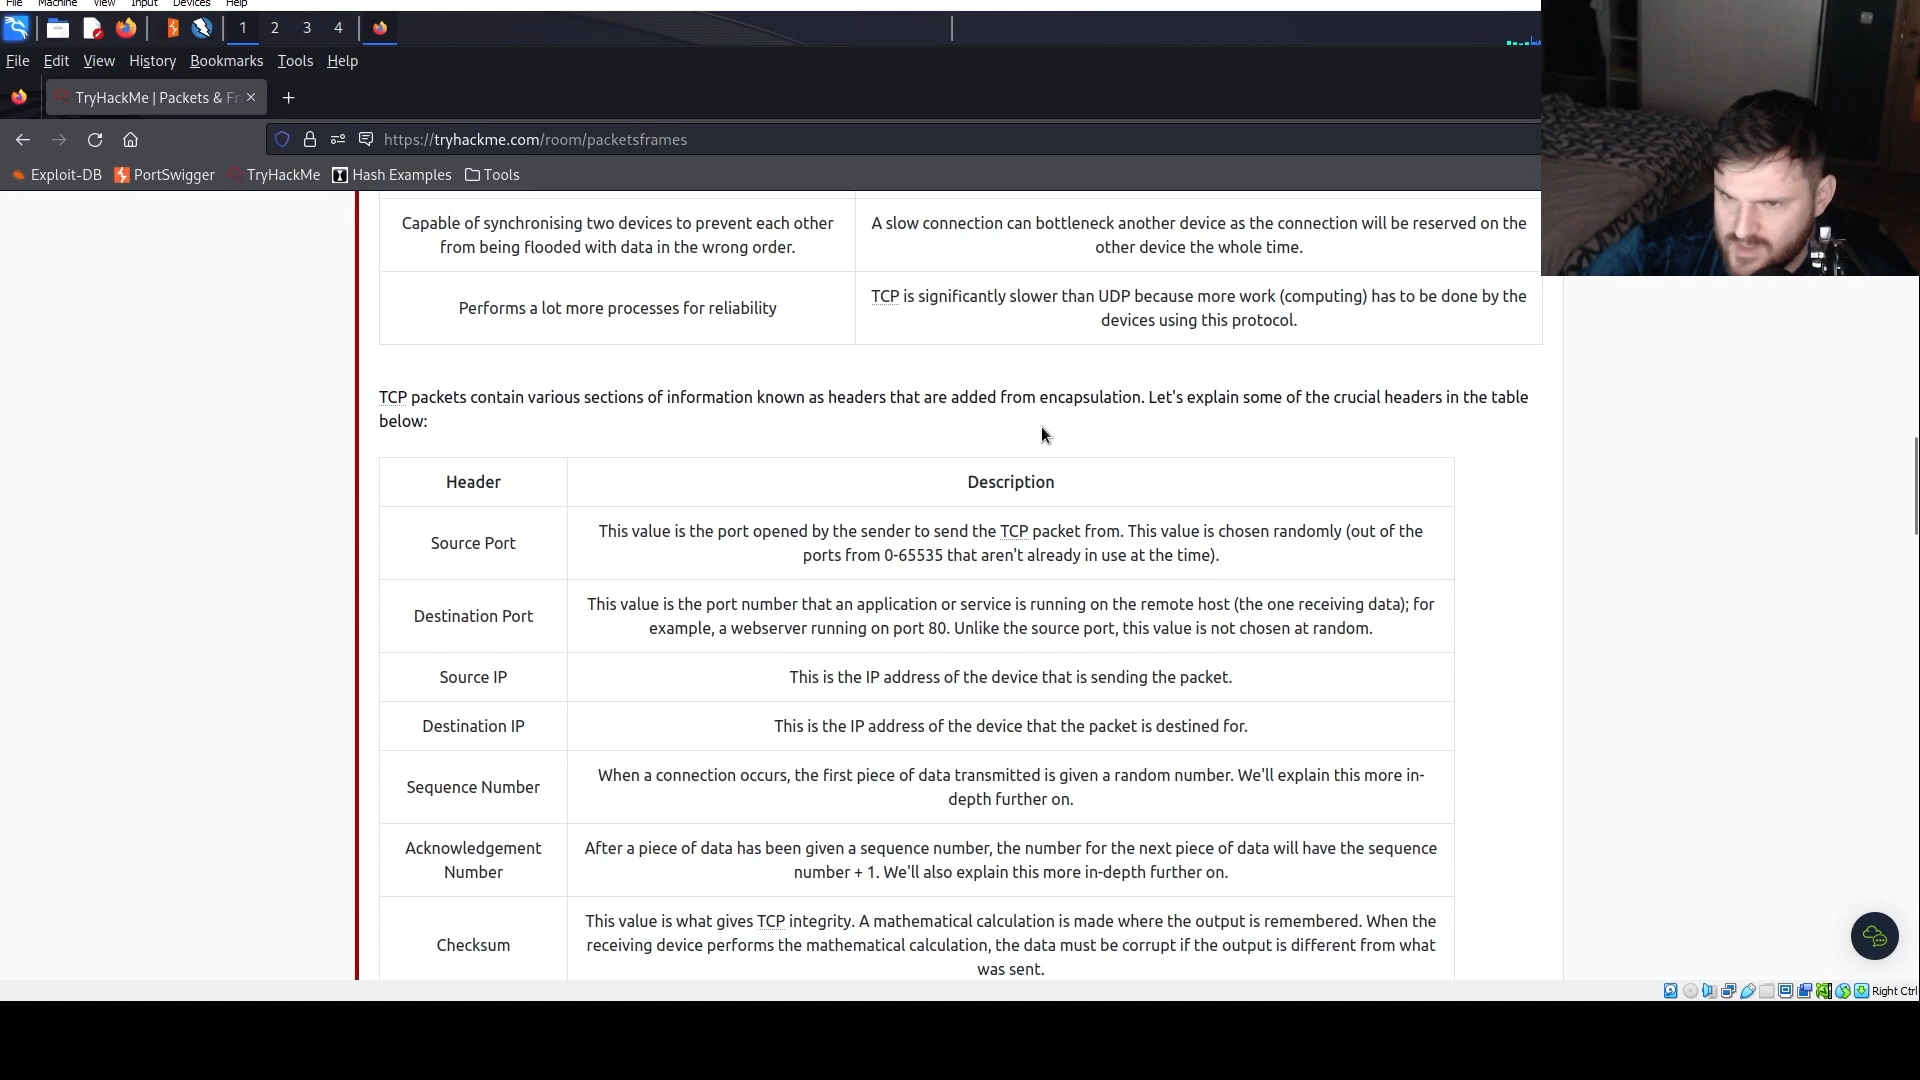 File Machine View Input Devices Help
1 2 3 4
File Edit View History Bookmarks Tools Help
TryHackMe | Packets & Fr
https://tryhackme.com/room/packetsframes
Exploit-DB PortSwigger TryHackMe Hash Examples Tools
Capable of synchronising two devices to prevent each other
from being flooded with data in the wrong order.
A slow connection can bottleneck another device as the connection will be reserved on the
other device the whole time.
Performs a lot more processes for reliability
TCP is significantly slower than UDP because more work (computing) has to be done by the
devices using this protocol.
TCP packets contain various sections of information known as headers that are added from encapsulation. Let's explain some of the crucial headers in the table
below:
Header
Description
Source Port
This value is the port opened by the sender to send the TCP packet from. This value is chosen randomly (out of the
ports from 0-65535 that aren't already in use at the time).
Destination Port
This value is the port number that an application or service is running on the remote host (the one receiving data); for
example, a webserver running on port 80. Unlike the source port, this value is not chosen at random.
Source IP
This is the IP address of the device that is sending the packet.
Destination IP
This is the IP address of the device that the packet is destined for.
Sequence Number
When a connection occurs, the first piece of data transmitted is given a random number. We'll explain this more in-
depth further on.
Acknowledgement
Number
After a piece of data has been given a sequence number, the number for the next piece of data will have the sequence
number + 1. We'll also explain this more in-depth further on.
Checksum
This value is what gives TCP integrity. A mathematical calculation is made where the output is remembered. When the
receiving device performs the mathematical calculation, the data must be corrupt if the output is different from what
was sent.
Right Ctrl